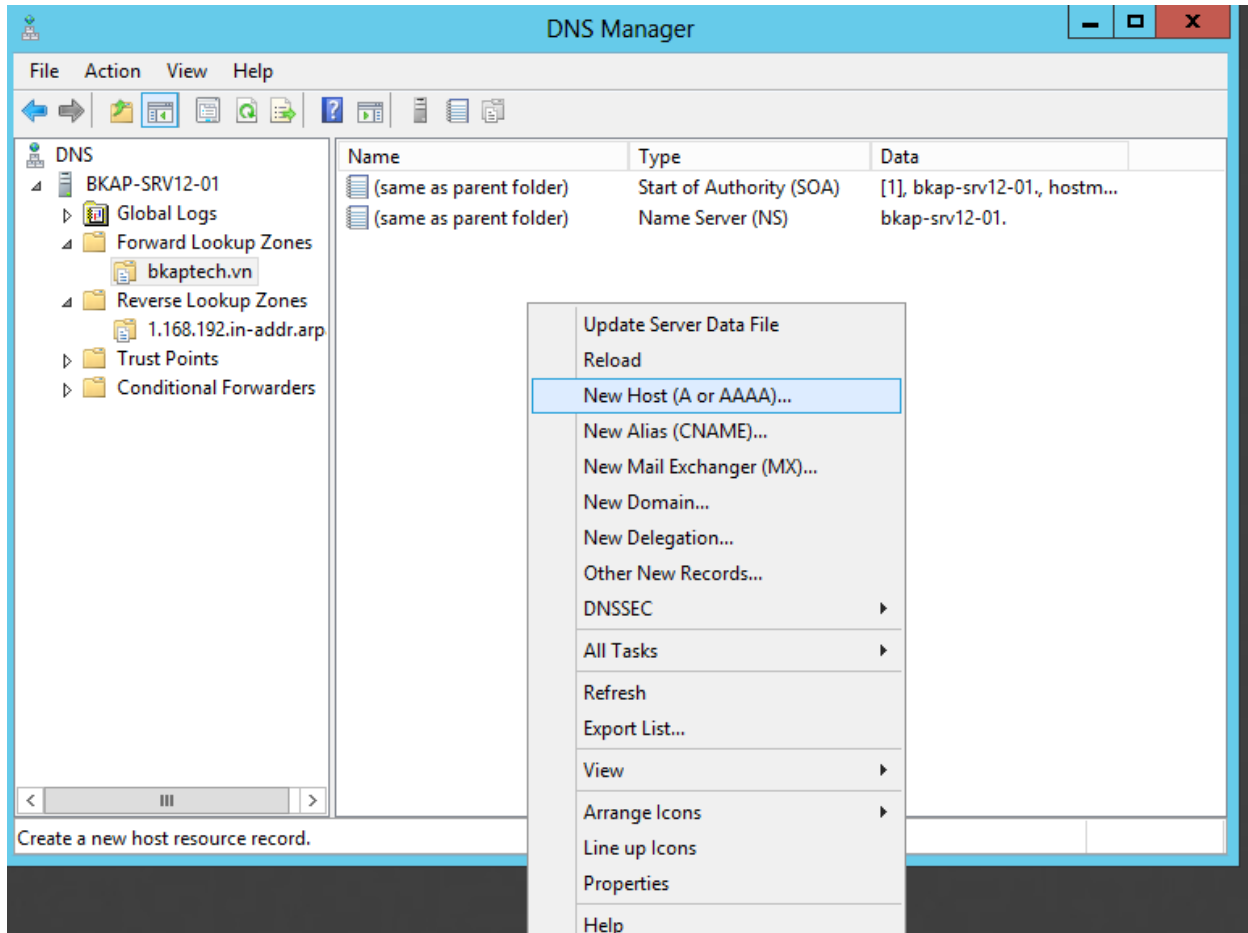 DNS Manager
File Action View Help
DNS
BKAP-SRV12-01
Global Logs
Forward Lookup Zones
bkaptech.vn
Reverse Lookup Zones
1.168.192.in-addr.arp
Trust Points
Conditional Forwarders
Name Type Data
(same as parent folder) Start of Authority (SOA) [1], bkap-srv12-01., hostm...
(same as parent folder) Name Server (NS) bkap-srv12-01.
Update Server Data File
Reload
New Host (A or AAAA)...
New Alias (CNAME)...
New Mail Exchanger (MX)...
New Domain...
New Delegation...
Other New Records...
DNSSEC
All Tasks
Refresh
Export List...
View
Arrange Icons
Line up Icons
Properties
Help
Create a new host resource record.